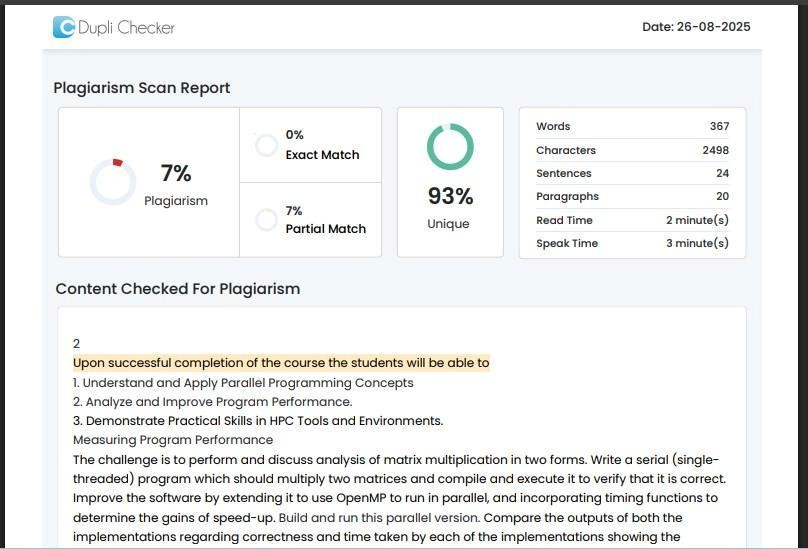 Dupli Checker
Date: 26-08-2025
Plagiarism Scan Report
7%
Plagiarism
0%
Exact Match
7%
Partial Match
93%
Unique
Words 367
Characters 2498
Sentences 24
Paragraphs 20
Read Time 2 minute(s)
Speak Time 3 minute(s)
Content Checked For Plagiarism
2
Upon successful completion of the course the students will be able to
1. Understand and Apply Parallel Programming Concepts
2. Analyze and Improve Program Performance.
3. Demonstrate Practical Skills in HPC Tools and Environments.
Measuring Program Performance
The challenge is to perform and discuss analysis of matrix multiplication in two forms. Write a serial (single-
threaded) program which should multiply two matrices and compile and execute it to verify that it is correct.
Improve the software by extending it to use OpenMP to run in parallel, and incorporating timing functions to
determine the gains of speed-up. Build and run this parallel version. Compare the outputs of both the
implementations regarding correctness and time taken by each of the implementations showing the